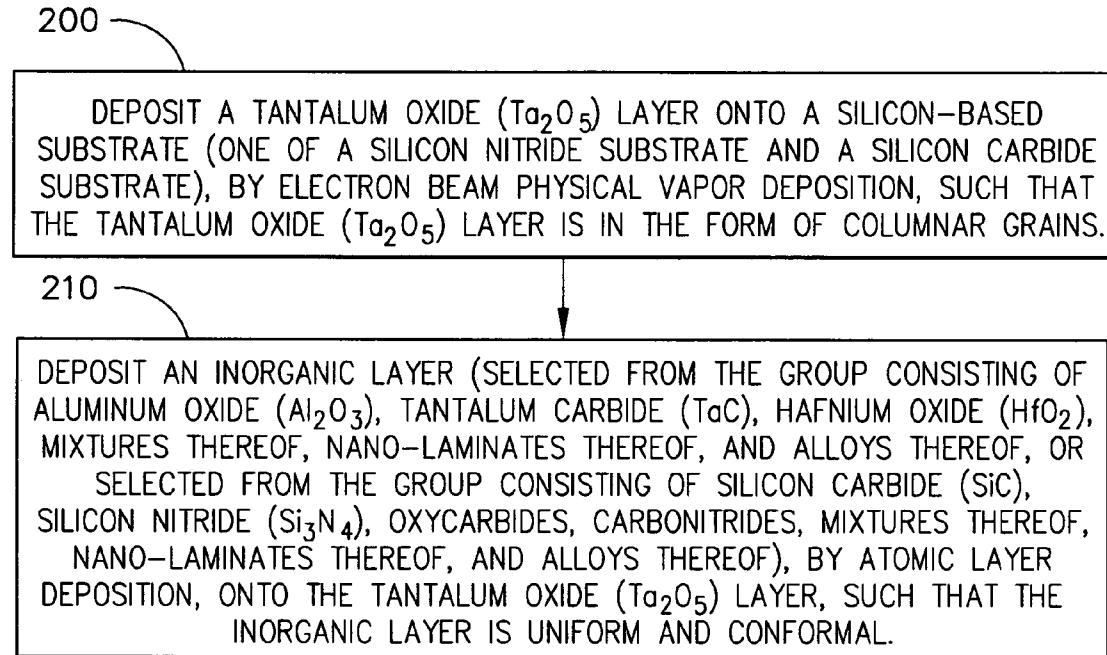 200
DEPOSIT A TANTALUM OXIDE (Ta₂O₅) LAYER ONTO A SILICON-BASED
SUBSTRATE (ONE OF A SILICON NITRIDE SUBSTRATE AND A SILICON CARBIDE
SUBSTRATE), BY ELECTRON BEAM PHYSICAL VAPOR DEPOSITION, SUCH THAT
THE TANTALUM OXIDE (Ta₂O₅) LAYER IS IN THE FORM OF COLUMNAR GRAINS.
210
DEPOSIT AN INORGANIC LAYER (SELECTED FROM THE GROUP CONSISTING OF
ALUMINUM OXIDE (Al₂O₃), TANTALUM CARBIDE (TaC), HAFNIUM OXIDE (HfO₂),
MIXTURES THEREOF, NANO-LAMINATES THEREOF, AND ALLOYS THEREOF, OR
SELECTED FROM THE GROUP CONSISTING OF SILICON CARBIDE (SiC),
SILICON NITRIDE (Si₃N₄), OXYCARBIDES, CARBONITRIDES, MIXTURES THEREOF,
NANO-LAMINATES THEREOF, AND ALLOYS THEREOF), BY ATOMIC LAYER
DEPOSITION, ONTO THE TANTALUM OXIDE (Ta₂O₅) LAYER, SUCH THAT THE
INORGANIC LAYER IS UNIFORM AND CONFORMAL.